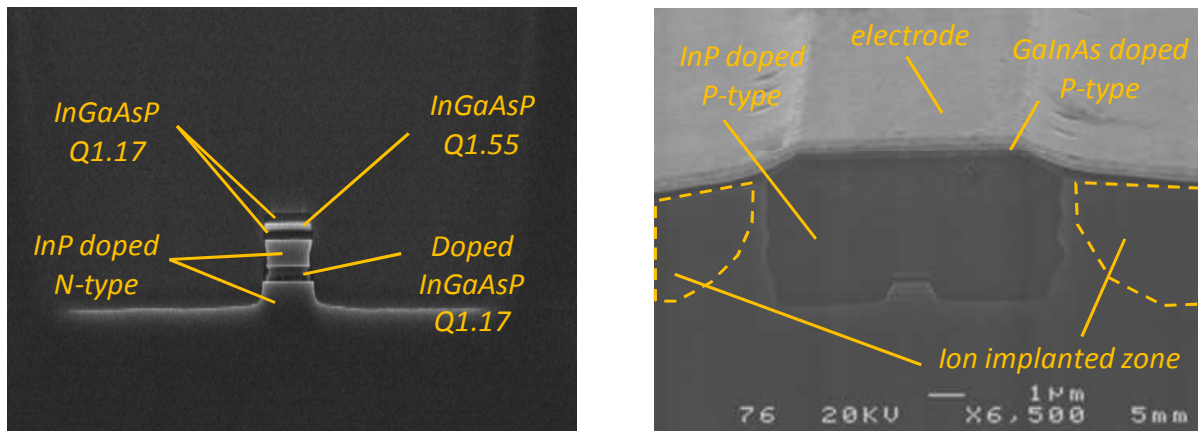 InGaAsP
Q1.17
InGaAsP
Q1.55
InP doped
N-type
Doped
InGaAsP
Q1.17
InP doped
P-type
electrode
GaInAs doped
P-type
Ion implanted zone
1µm
76 20KV X6,500 5mm